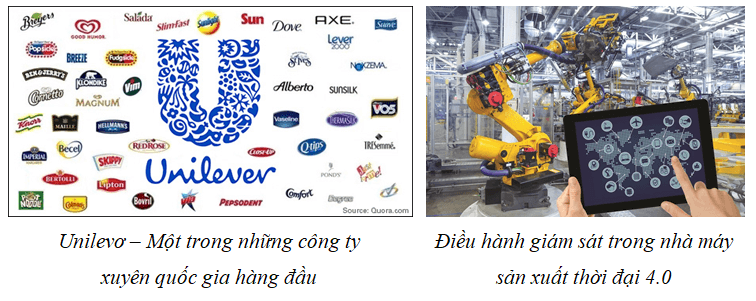 Breyers
GOOD HUMOR
Salada
SlimFast
Sunlight
Sun
Dove
AXE
Suave
Lever
2000
Popsicle
BREEZE
Fudgsicle
St.Ives
NOXZEMA
BEN & JERRY'S
KLONDIKE
Vim
Cornetto
MAGNUM
Alberto
SUNSILK
VO5
Knorr
MAILLE
HELLMANN'S
Vaseline
THERMASILK
Becel
REDROSE
CLOSE-UP
Q-tips
TRESemmé
IMPERIAL
SKIPPY
Unilever
POND'S
BERTOLLI
Lipton
Comfort
POT NOODLE
Bovril
PEPSODENT
Source: Quora.com
Unilevơ – Một trong những công ty
xuyên quốc gia hàng đầu
Điều hành giám sát trong nhà máy
sản xuất thời đại 4.0